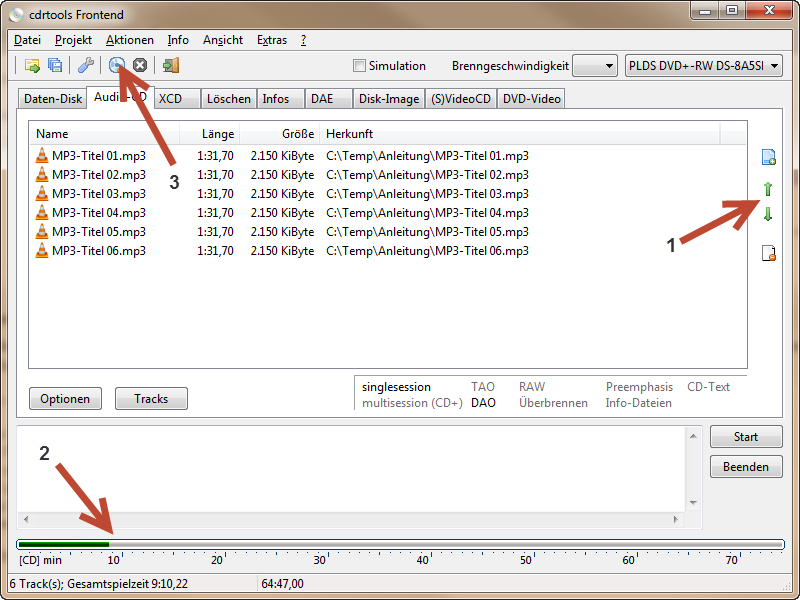 cdrtools Frontend
Datei Projekt Aktionen Info Ansicht Extras ?
Simulation Brenngeschwindigkeit PLDS DVD+-RW DS-8A5SI
Daten-Disk Audio-CD XCD Löschen Infos DAE Disk-Image (S)VideoCD DVD-Video
Name Länge Größe Herkunft
MP3-Titel 01.mp3 1:31,70 2.150 KiByte C:\Temp\Anleitung\MP3-Titel 01.mp3
MP3-Titel 02.mp3 1:31,70 2.150 KiByte C:\Temp\Anleitung\MP3-Titel 02.mp3
3
MP3-Titel 03.mp3 1:31,70 2.150 KiByte C:\Temp\Anleitung\MP3-Titel 03.mp3
MP3-Titel 04.mp3 1:31,70 2.150 KiByte C:\Temp\Anleitung\MP3-Titel 04.mp3
MP3-Titel 05.mp3 1:31,70 2.150 KiByte C:\Temp\Anleitung\MP3-Titel 05.mp3
1
MP3-Titel 06.mp3 1:31,70 2.150 KiByte C:\Temp\Anleitung\MP3-Titel 06.mp3
Optionen Tracks
singlesession TAO RAW Preemphasis CD-Text
multisession (CD+) DAO Überbrennen Info-Dateien
Start
2
Beenden
[CD] min 10 20 30 40 50 60 70
6 Track(s); Gesamtspielzeit 9:10,22 64:47,00